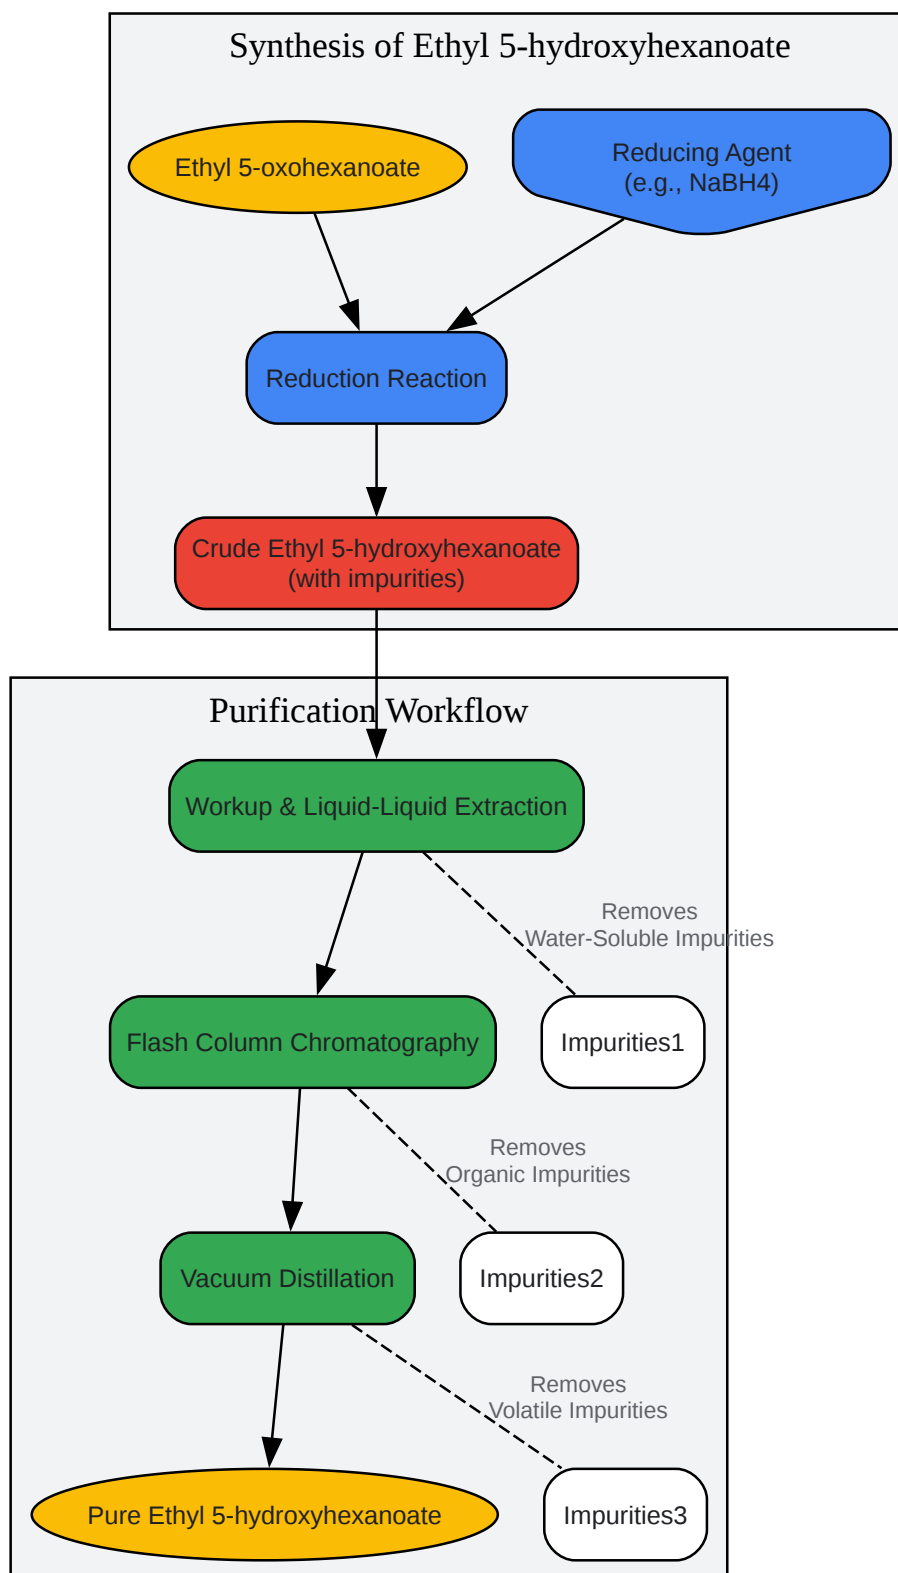 Synthesis of Ethyl 5-hydroxyhexanoate
Ethyl 5-oxohexanoate
Reducing Agent
(e.g., NaBH4)
Reduction Reaction
Crude Ethyl 5-hydroxyhexanoate
(with impurities)
Purification Workflow
Workup & Liquid-Liquid Extraction
Removes
Water-Soluble Impurities
Flash Column Chromatography
Impurities1
Removes
Organic Impurities
Vacuum Distillation
Impurities2
Removes
Volatile Impurities
Pure Ethyl 5-hydroxyhexanoate
Impurities3